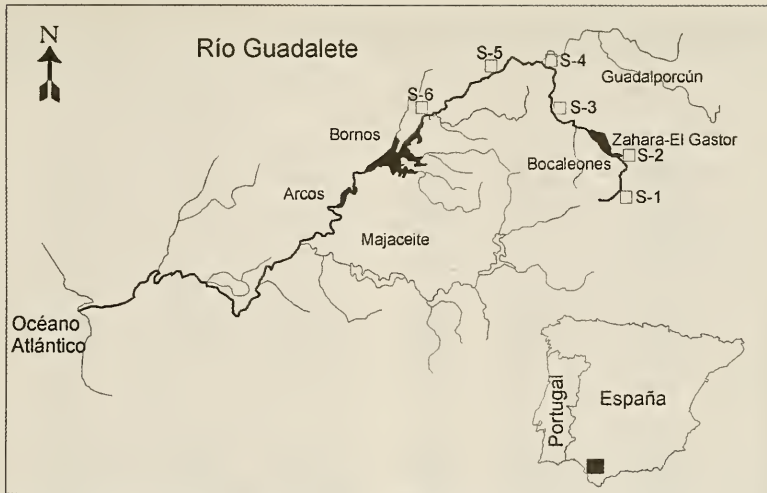 N
Río Guadalete
S-5
S-4
Guadalporcún
S-6
S-3
Bornos
Zahara-El Gastor
S-2
Bocaleones
Arcos
S-1
Majaceite
Océano
Atlántico
Portugal
España